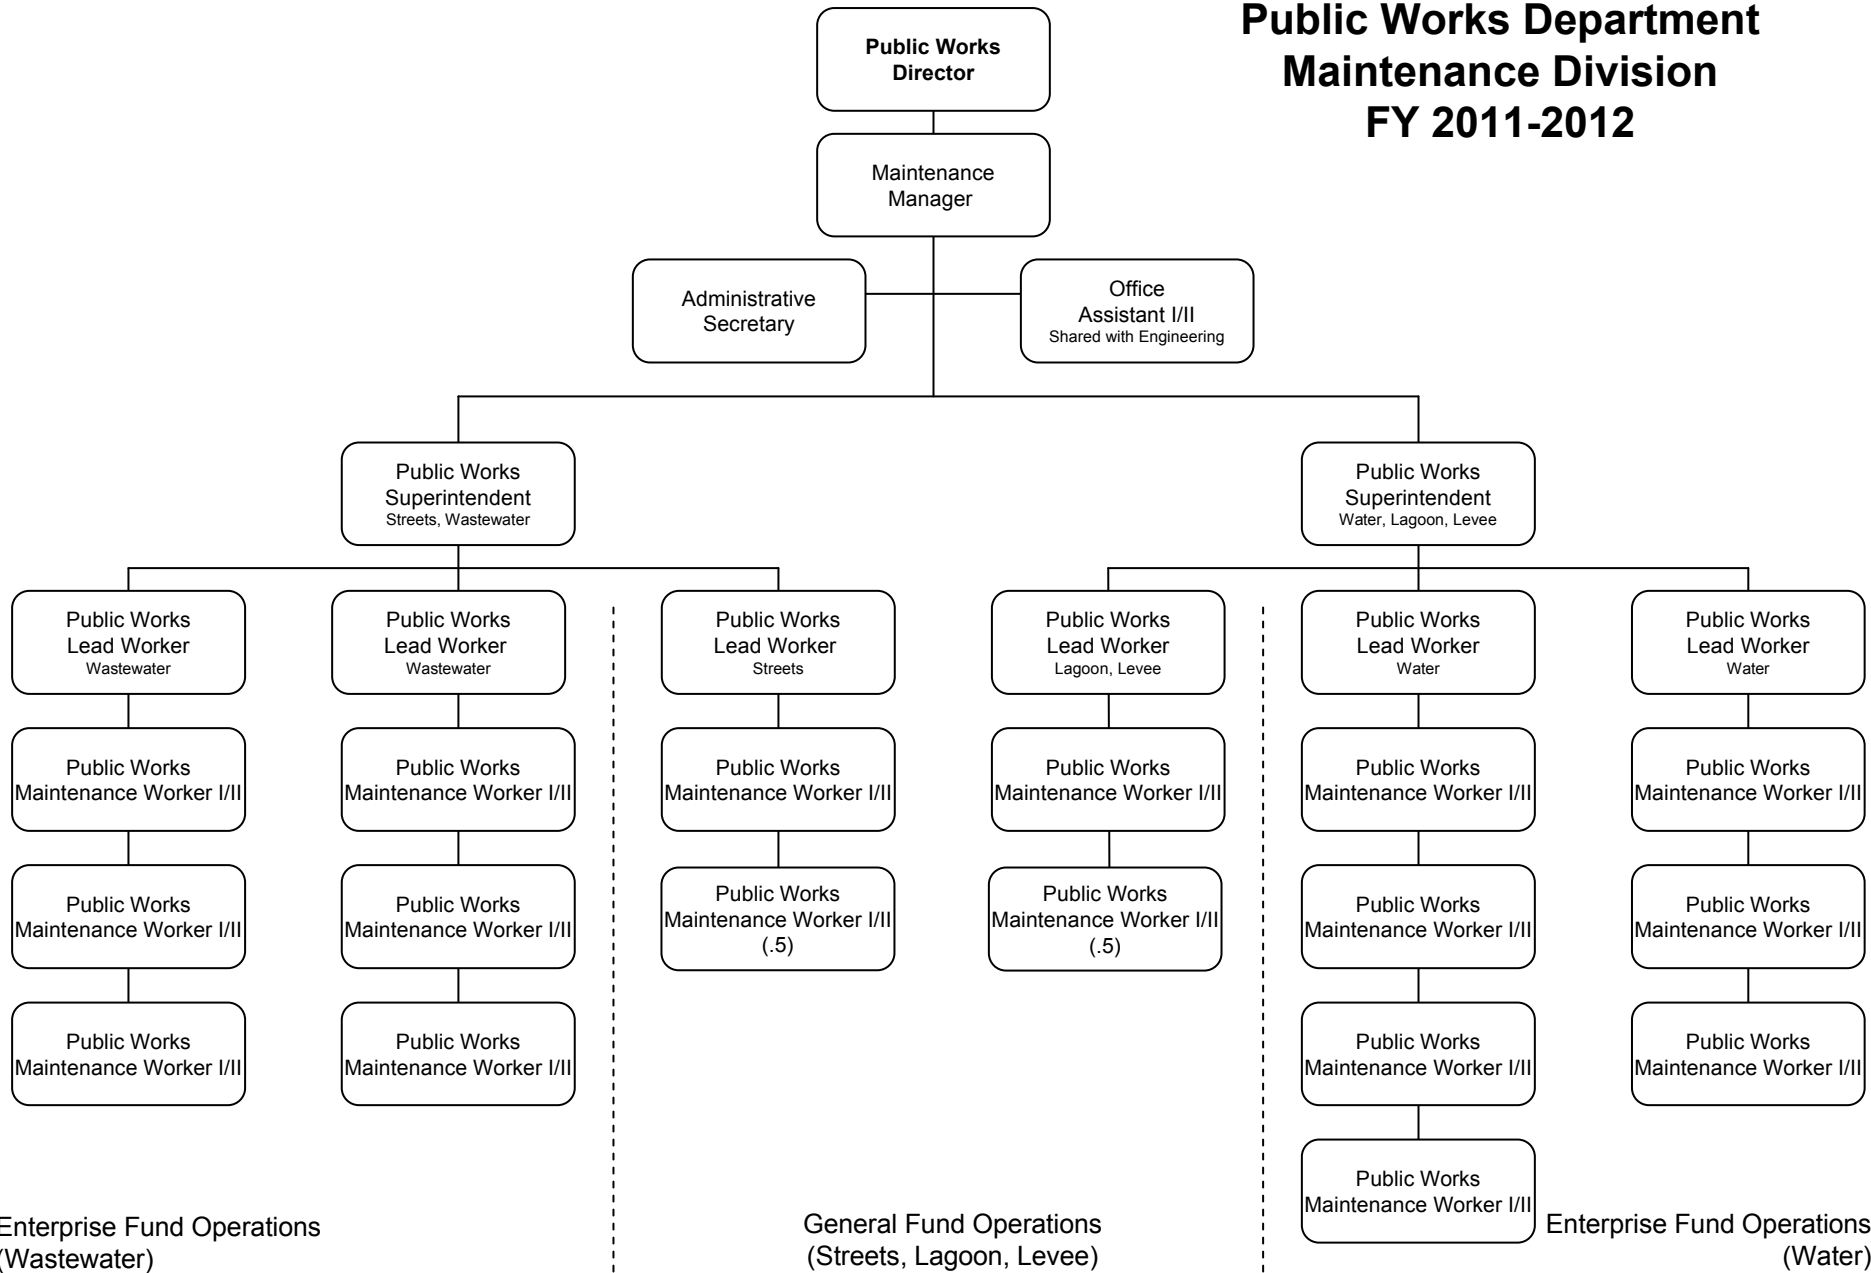 Public Works Department
Maintenance Division
FY 2011-2012
Public Works
Director
Maintenance
Manager
Administrative
Secretary
Office
Assistant I/II
Shared with Engineering
Public Works
Superintendent
Streets, Wastewater
Public Works
Superintendent
Water, Lagoon, Levee
Public Works
Lead Worker
Wastewater
Public Works
Lead Worker
Wastewater
Public Works
Lead Worker
Streets
Public Works
Lead Worker
Lagoon, Levee
Public Works
Lead Worker
Water
Public Works
Lead Worker
Water
Public Works
Maintenance Worker I/II
Public Works
Maintenance Worker I/II
Public Works
Maintenance Worker I/II
Public Works
Maintenance Worker I/II
Public Works
Maintenance Worker I/II
Public Works
Maintenance Worker I/II
Public Works
Maintenance Worker I/II
Public Works
Maintenance Worker I/II
Public Works
Maintenance Worker I/II
(.5)
Public Works
Maintenance Worker I/II
(.5)
Public Works
Maintenance Worker I/II
Public Works
Maintenance Worker I/II
Public Works
Maintenance Worker I/II
Public Works
Maintenance Worker I/II
Public Works
Maintenance Worker I/II
Public Works
Maintenance Worker I/II
Public Works
Maintenance Worker I/II
Enterprise Fund Operations
(Wastewater)
General Fund Operations
(Streets, Lagoon, Levee)
Enterprise Fund Operations
(Water)